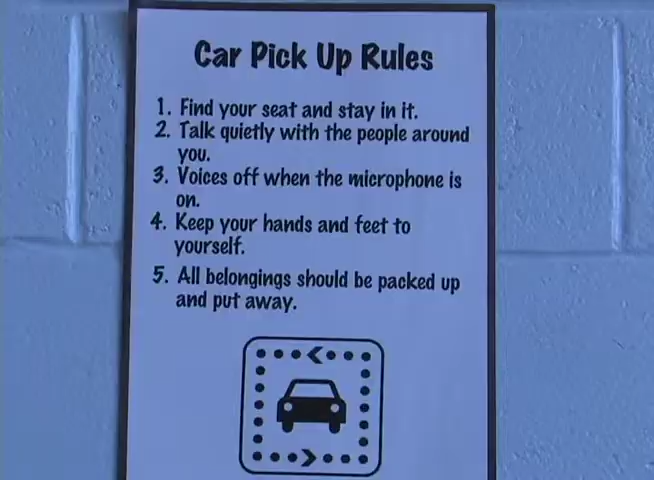 Car Pick Up Rules
1. Find your seat and stay in it.
2. Talk quietly with the people around
you.
3. Voices off when the microphone is
on.
4. Keep your hands and feet to
yourself.
5. All belongings should be packed up
and put away.